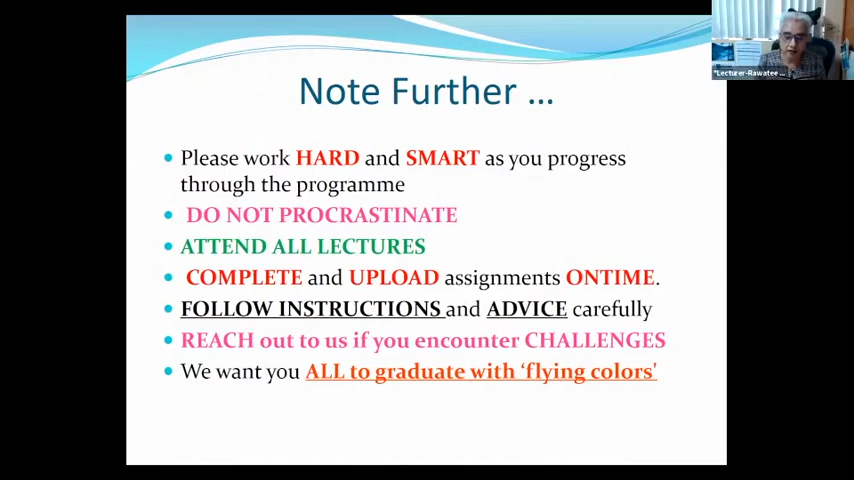 Note Further ...
Please work HARD and SMART as you progress
through the programme
DO NOT PROCRASTINATE
ATTEND ALL LECTURES
COMPLETE and UPLOAD assignments ONTIME.
FOLLOW INSTRUCTIONS and ADVICE carefully
REACH out to us if you encounter CHALLENGES
We want you ALL to graduate with ‘flying colors'
*Lecturer-Rawatee ...